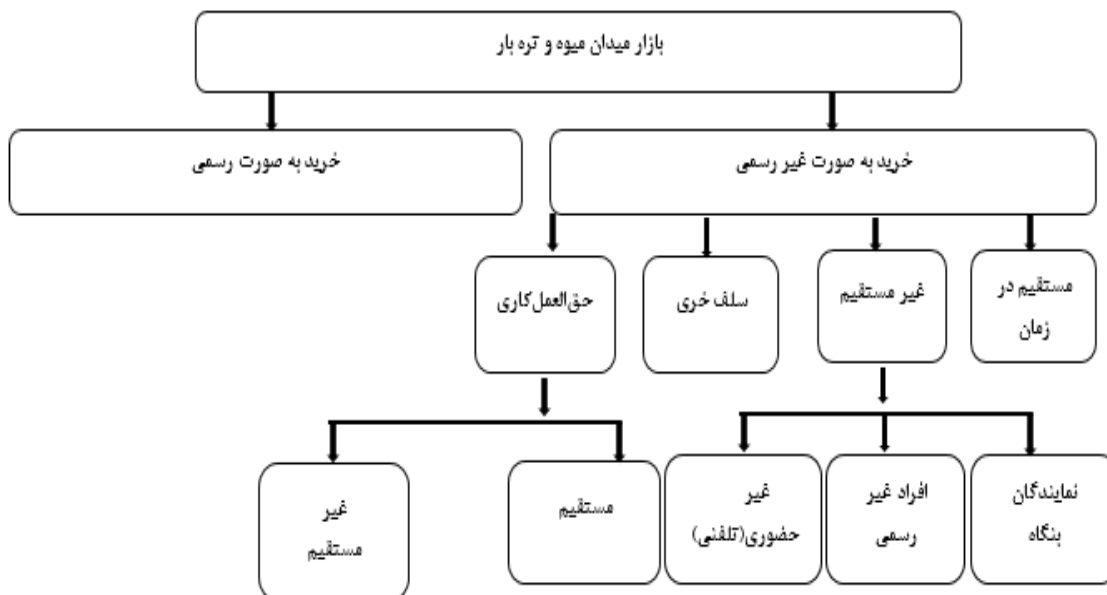 بازار میدان میوه و تره بار
خرید به صورت غیر رسمی
خرید به صورت رسمی
مستقیم در
زمان
غیر مستقیم
سلف خری
حق‌العمل‌کاری
نمایندگان
بنگاه
افراد غیر
رسمی
غیر
حضوری(تلفنی)
مستقیم
غیر
مستقیم